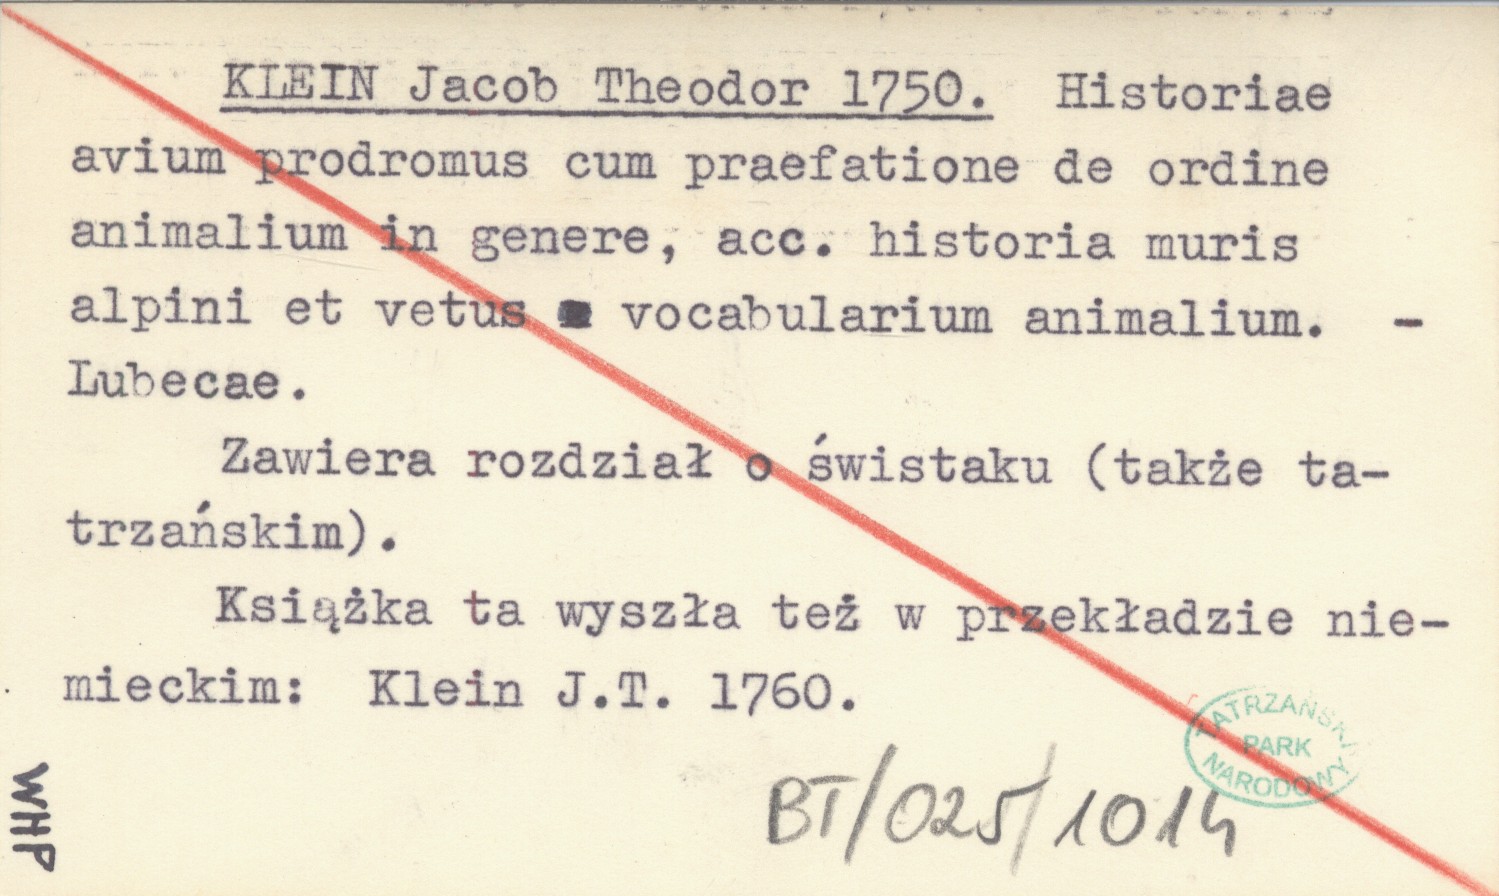 KLEIN Jacob Theodor 1750. Historiae
avium prodromus cum praefatione de ordine
animalium in genere, acc. historia muris
alpini et vetus vocabularium animalium. -
Lubecae.
Zawiera rozdział o świstaku (także ta-
trzańskim).
Książka ta wyszła też w przekładzie nie-
mieckim: Klein J.T. 1760.
TATRZAŃSKI
PARK
NARODOWY
BT/025/1014
WHP